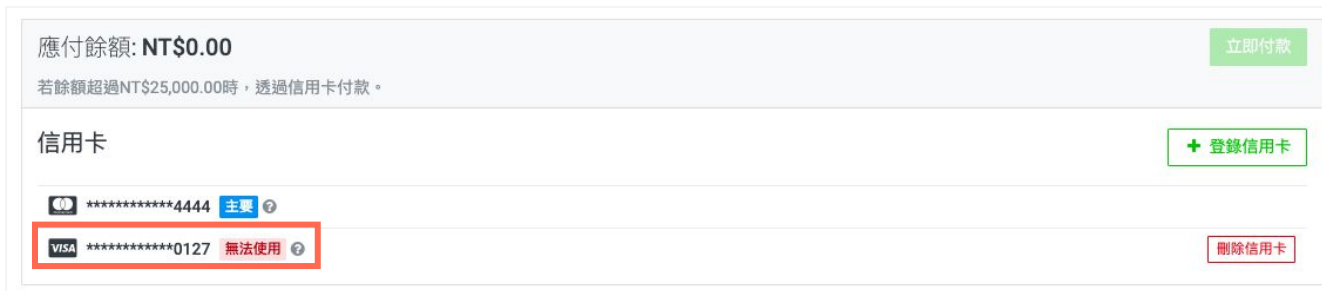 應付餘額: NT$0.00
立即付款
若餘額超過NT$25,000.00時，透過信用卡付款。
信用卡
+ 登錄信用卡
************4444 主要 ?
VISA ************0127 無法使用 ?
刪除信用卡